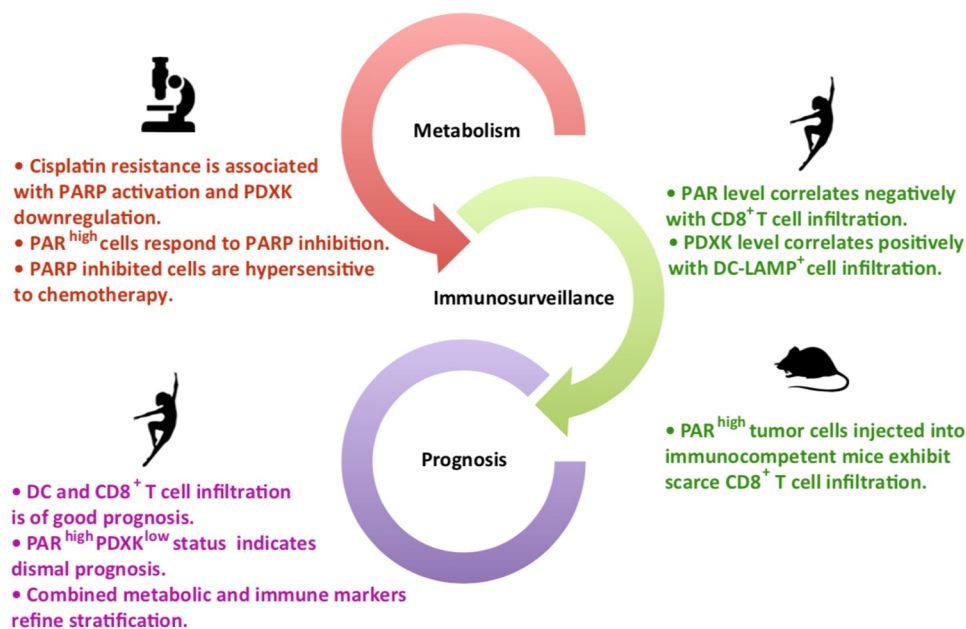 Metabolism
• Cisplatin resistance is associated
with PARP activation and PDXK
downregulation.
• PAR^high cells respond to PARP inhibition.
• PARP inhibited cells are hypersensitive
to chemotherapy.
• PAR level correlates negatively
with CD8⁺ T cell infiltration.
• PDXK level correlates positively
with DC-LAMP⁺ cell infiltration.
Immunosurveillance
• PAR^high tumor cells injected into
immunocompetent mice exhibit
scarce CD8⁺ T cell infiltration.
Prognosis
• DC and CD8⁺ T cell infiltration
is of good prognosis.
• PAR^high PDXK^low status indicates
dismal prognosis.
• Combined metabolic and immune markers
refine stratification.